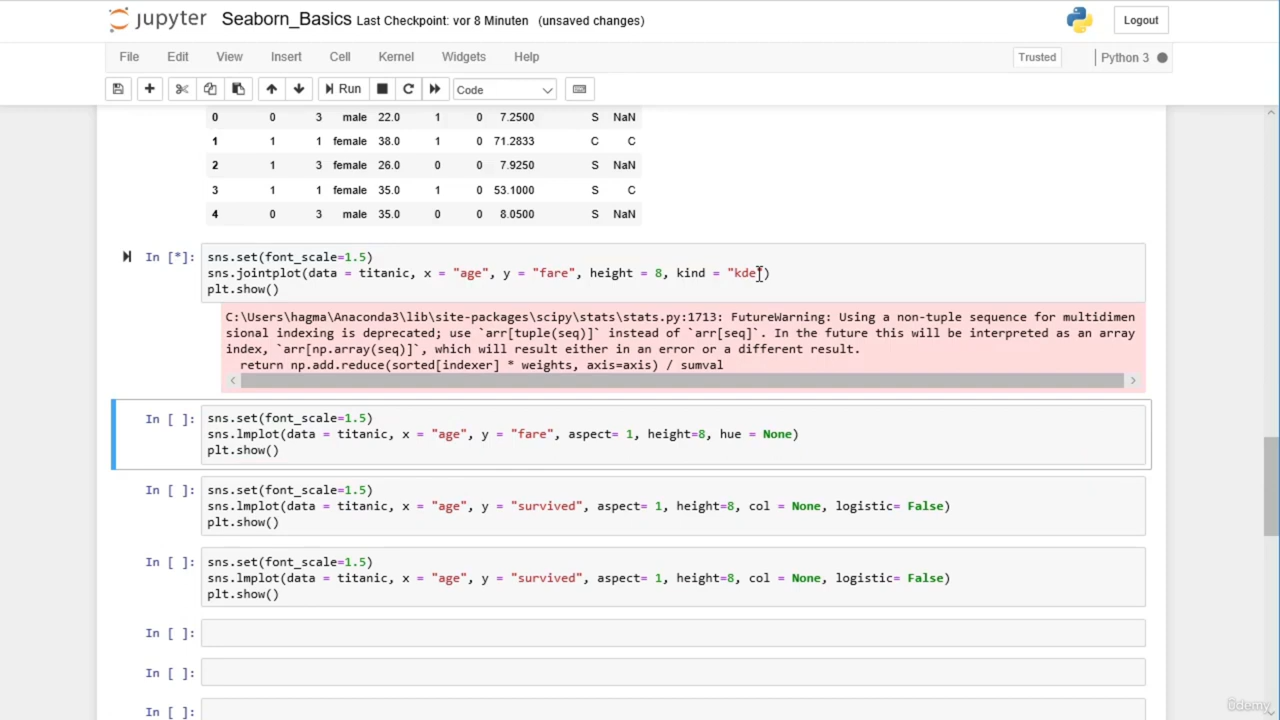 jupyter Seaborn_Basics Last Checkpoint: vor 8 Minuten (unsaved changes) Logout
File Edit View Insert Cell Kernel Widgets Help Trusted Python 3
Run Code
0 0 3 male 22.0 1 0 7.2500 S NaN
1 1 1 female 38.0 1 0 71.2833 C C
2 1 3 female 26.0 0 0 7.9250 S NaN
3 1 1 female 35.0 1 0 53.1000 S C
4 0 3 male 35.0 0 0 8.0500 S NaN
In [*]: sns.set(font_scale=1.5)
sns.jointplot(data = titanic, x = "age", y = "fare", height = 8, kind = "kde")
plt.show()
C:\Users\hagma\Anaconda3\lib\site-packages\scipy\stats\stats.py:1713: FutureWarning: Using a non-tuple sequence for multidimen
sional indexing is deprecated; use `arr[tuple(seq)]` instead of `arr[seq]`. In the future this will be interpreted as an array
index, `arr[np.array(seq)]`, which will result either in an error or a different result.
return np.add.reduce(sorted[indexer] * weights, axis=axis) / sumval
In [ ]: sns.set(font_scale=1.5)
sns.lmplot(data = titanic, x = "age", y = "fare", aspect= 1, height=8, hue = None)
plt.show()
In [ ]: sns.set(font_scale=1.5)
sns.lmplot(data = titanic, x = "age", y = "survived", aspect= 1, height=8, col = None, logistic= False)
plt.show()
In [ ]: sns.set(font_scale=1.5)
sns.lmplot(data = titanic, x = "age", y = "survived", aspect= 1, height=8, col = None, logistic= False)
plt.show()
In [ ]:
In [ ]:
In [ ]:
ûdemy